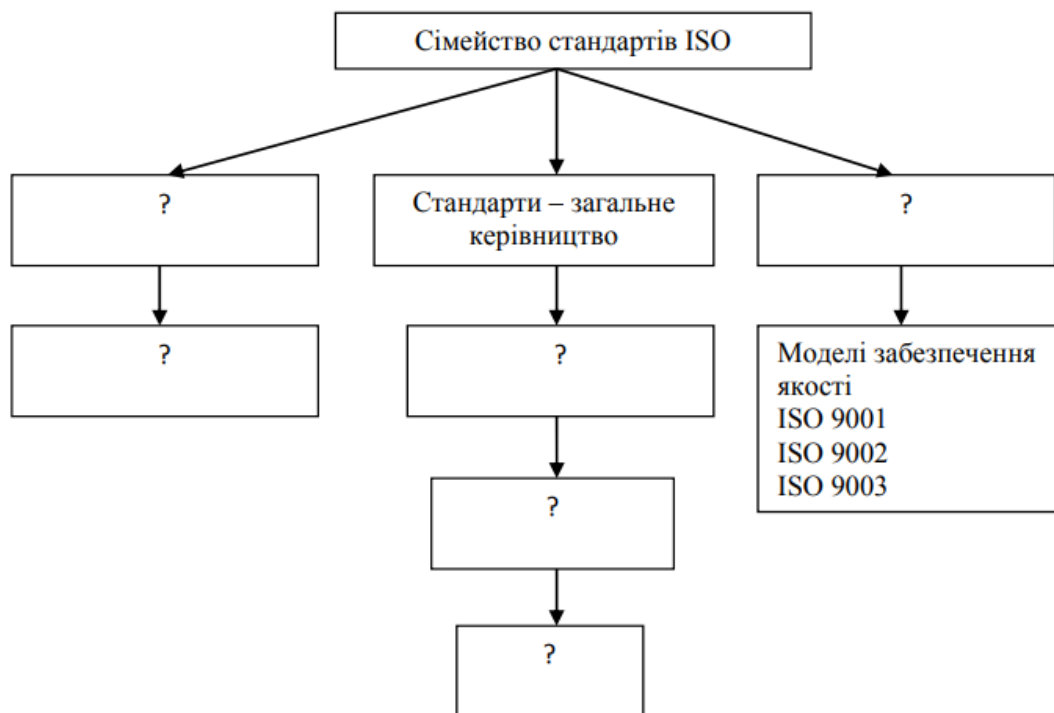 Сімейство стандартів ISO
?
Стандарти – загальне
керівництво
?
?
?
Моделі забезпечення
якості
ISO 9001
ISO 9002
ISO 9003
?
?